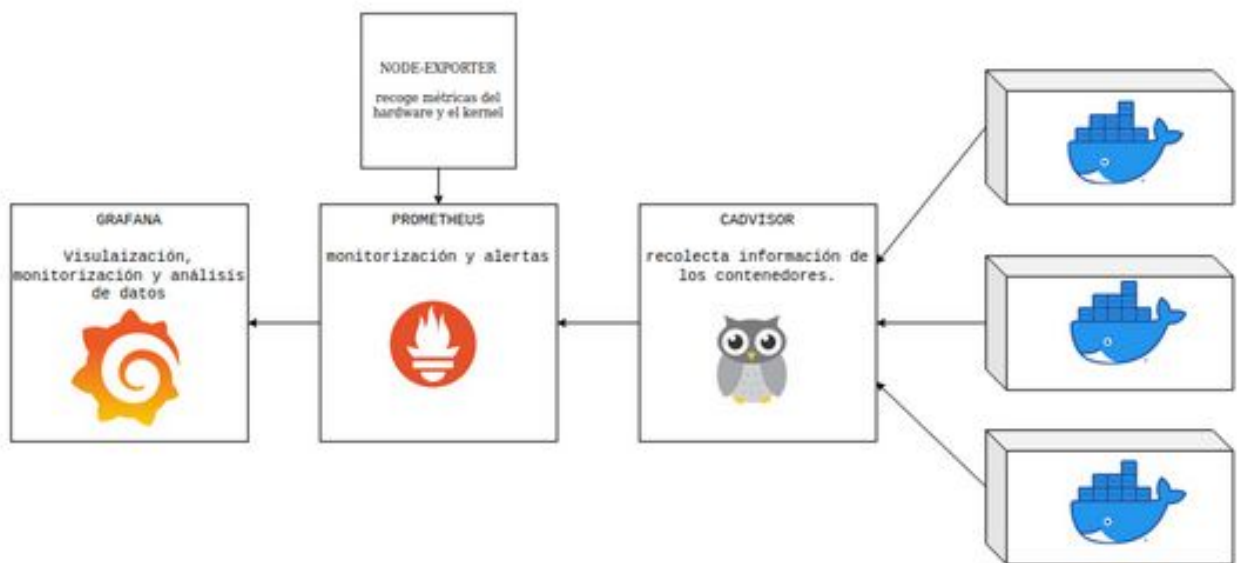 NODE-EXPORTER
recoge métricas del
hardware y el kernel
GRAFANA
Visulaización,
monitorización y análisis
de datos
PROMETHEUS
monitorización y alertas
CADVISOR
recolecta información de
los contenedores.